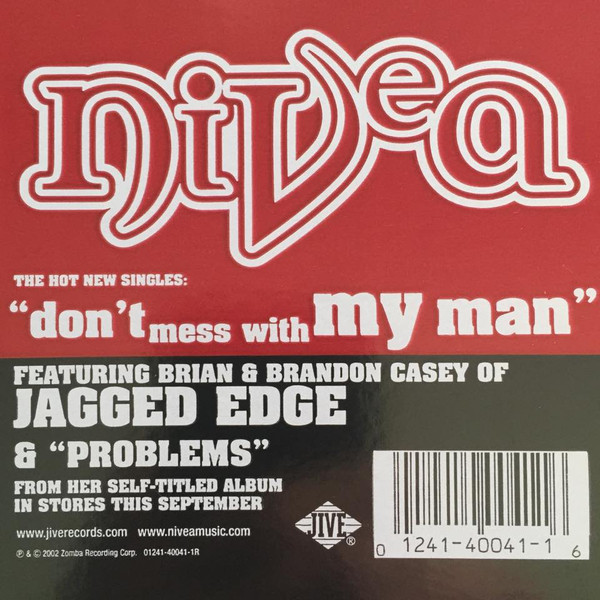 nivea
THE HOT NEW SINGLES:
“don't mess with my man”
FEATURING BRIAN & BRANDON CASEY OF
JAGGED EDGE
& “PROBLEMS”
FROM HER SELF-TITLED ALBUM
IN STORES THIS SEPTEMBER
www.jiverecords.com www.niveamusic.com
℗ & © 2002 Zomba Recording Corp. 01241-40041-1R
JIVE®
0 1241-40041-1 6